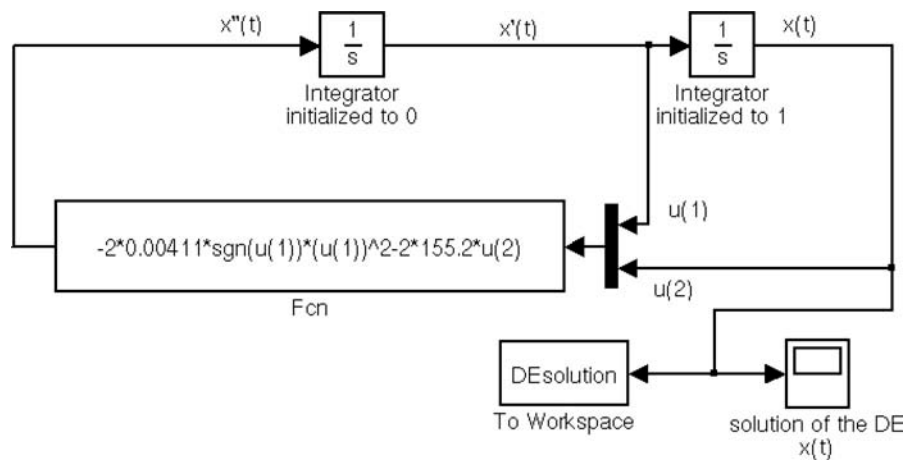 x"(t)
1
s
x'(t)
1
s
x(t)
Integrator
initialized to 0
Integrator
initialized to 1
u(1)
-2*0.00411*sgn(u(1))*(u(1))^2-2*155.2*u(2)
u(2)
Fcn
DEsolution
To Workspace
solution of the DE
x(t)